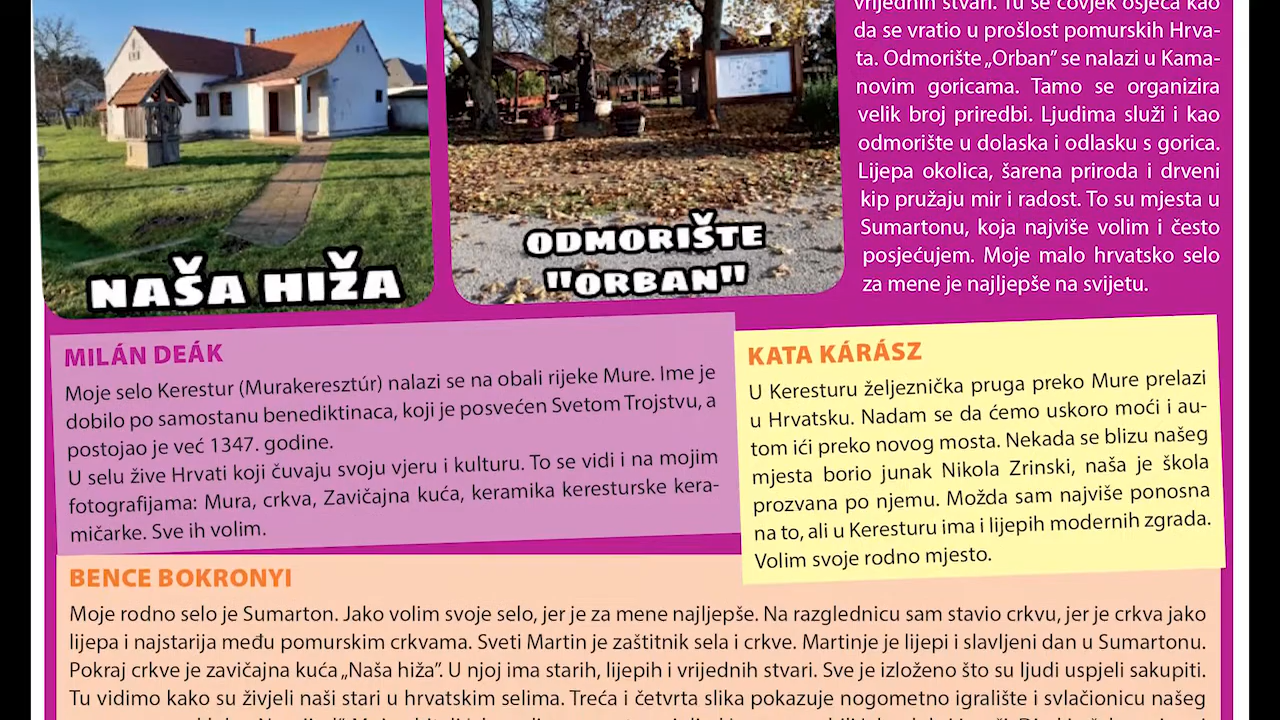 vrijednih stvari. Tu se čovjek osjeća kao
da se vratio u prošlost pomurskih Hrva-
ta. Odmorište „Orban” se nalazi u Kama-
novim goricama. Tamo se organizira
velik broj priredbi. Ljudima služi i kao
odmorište u dolaska i odlasku s gorica.
Lijepa okolica, šarena priroda i drveni
kip pružaju mir i radost. To su mjesta u
Sumartonu, koja najviše volim i često
posjećujem. Moje malo hrvatsko selo
za mene je najljepše na svijetu.
NAŠA HIŽA
ODMORIŠTE
"ORBAN"
MILÁN DEÁK
Moje selo Kerestur (Murakeresztúr) nalazi se na obali rijeke Mure. Ime je
dobilo po samostanu benediktinaca, koji je posvećen Svetom Trojstvu, a
postojao je već 1347. godine.
U selu žive Hrvati koji čuvaju svoju vjeru i kulturu. To se vidi i na mojim
fotografijama: Mura, crkva, Zavičajna kuća, keramika keresturske kera-
mičarke. Sve ih volim.
KATA KÁRÁSZ
U Keresturu željeznička pruga preko Mure prelazi
u Hrvatsku. Nadam se da ćemo uskoro moći i au-
tom ići preko novog mosta. Nekada se blizu našeg
mjesta borio junak Nikola Zrinski, naša je škola
prozvana po njemu. Možda sam najviše ponosna
na to, ali u Keresturu ima i lijepih modernih zgrada.
Volim svoje rodno mjesto.
BENCE BOKRONYI
Moje rodno selo je Sumarton. Jako volim svoje selo, jer je za mene najljepše. Na razglednicu sam stavio crkvu, jer je crkva jako
lijepa i najstarija među pomurskim crkvama. Sveti Martin je zaštitnik sela i crkve. Martinje je lijepi i slavljeni dan u Sumartonu.
Pokraj crkve je zavičajna kuća „Naša hiža”. U njoj ima starih, lijepih i vrijednih stvari. Sve je izloženo što su ljudi uspjeli sakupiti.
Tu vidimo kako su živjeli naši stari u hrvatskim selima. Treća i četvrta slika pokazuje nogometno igralište i svlačionicu našeg